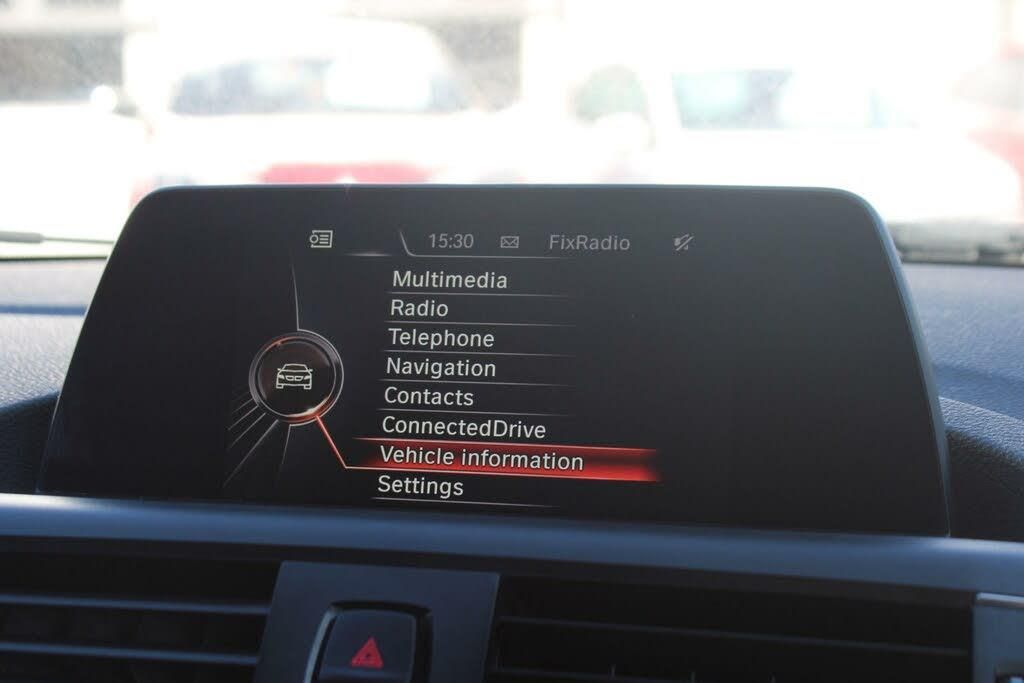 15:30 FixRadio
Multimedia
Radio
Telephone
Navigation
Contacts
ConnectedDrive
Vehicle information
Settings